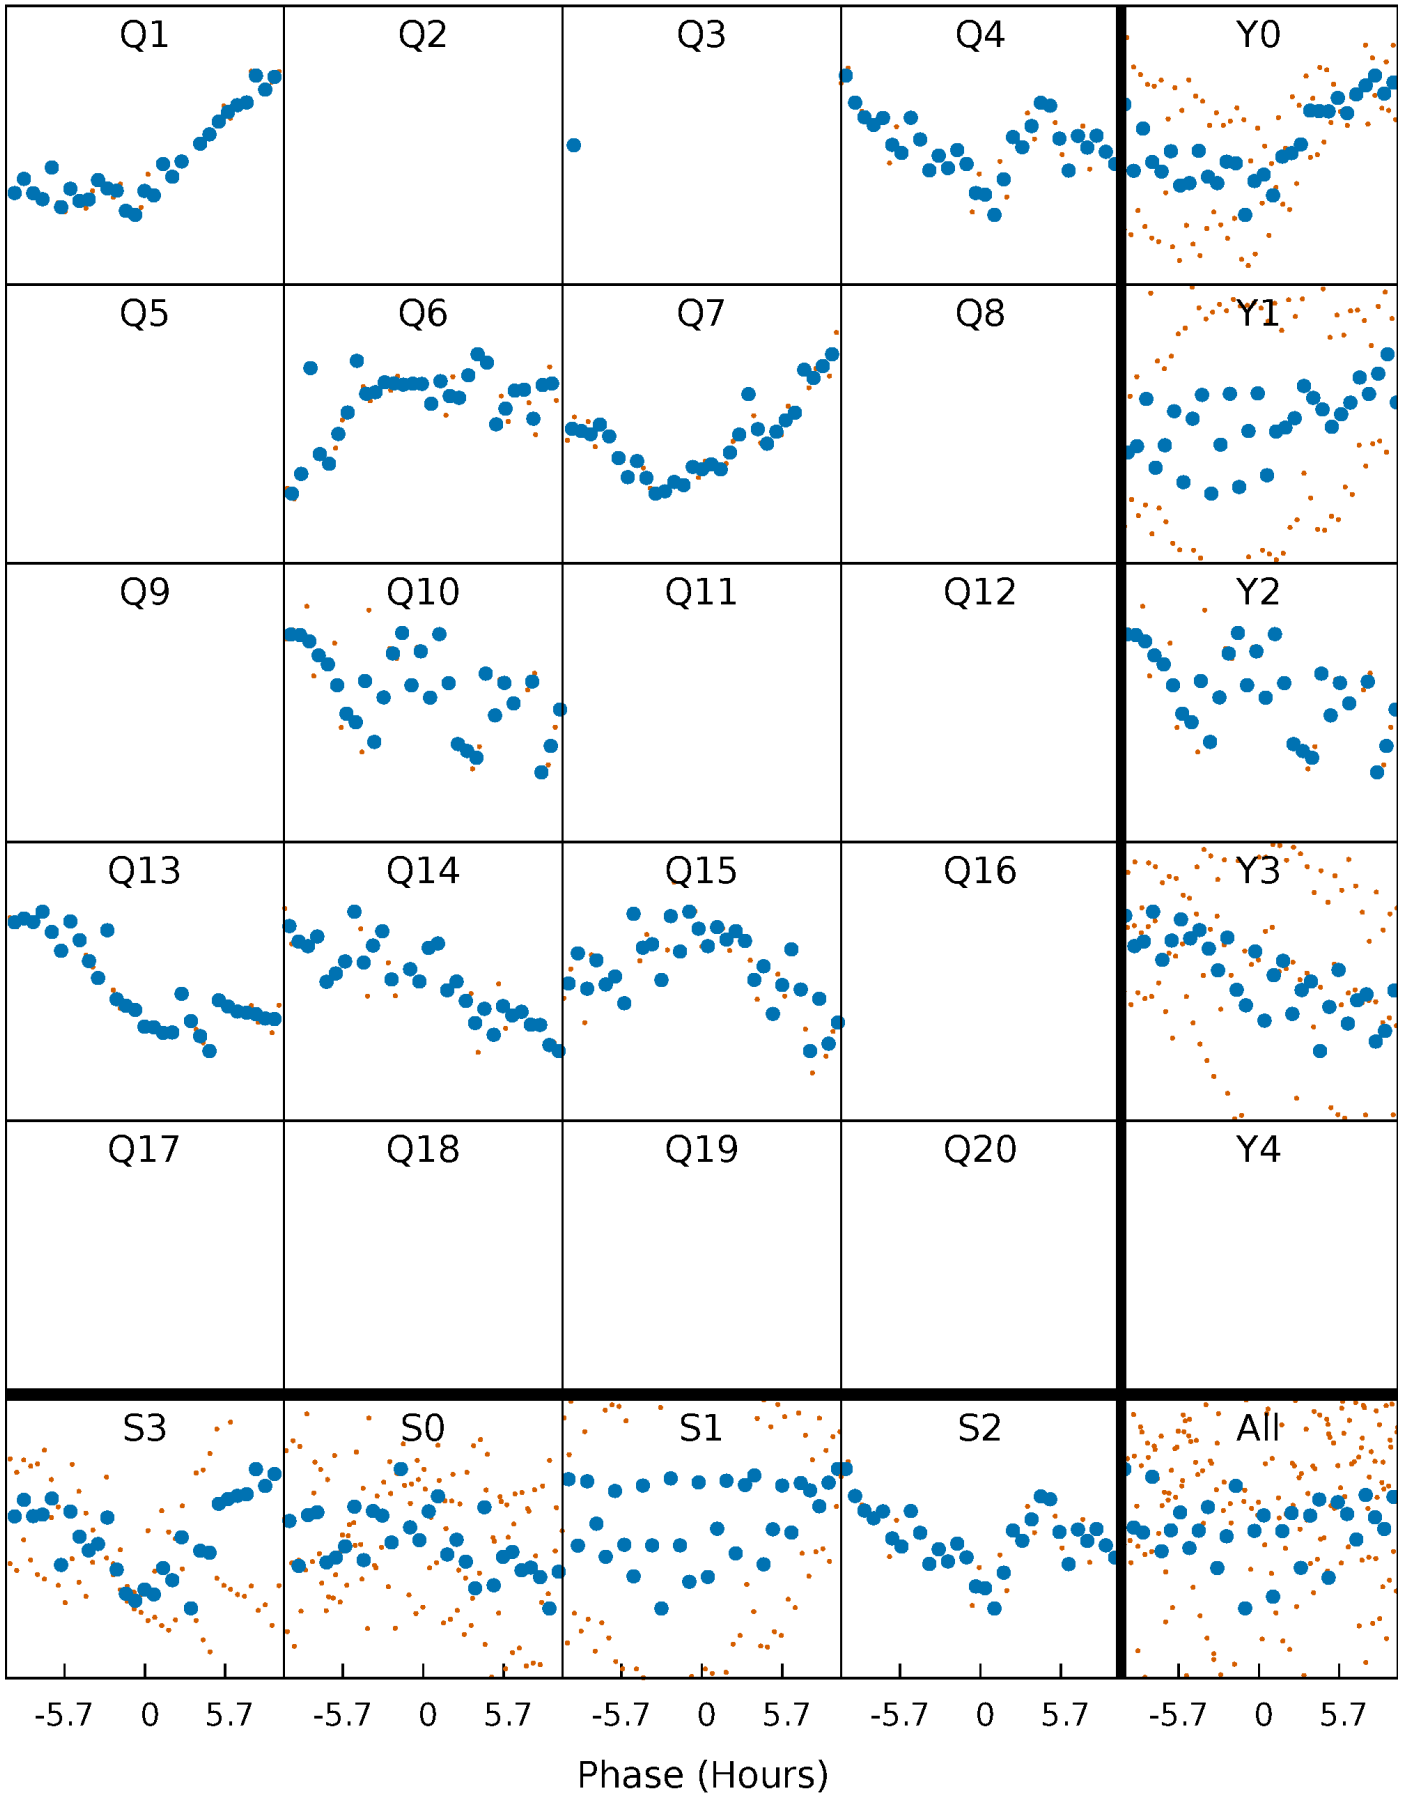 Q1 Q2 Q3 Q4 Y0
Q5 Q6 Q7 Q8 Y1
Q9 Q10 Q11 Q12 Y2
Q13 Q14 Q15 Q16 Y3
Q17 Q18 Q19 Q20 Y4
S3 S0 S1 S2 All
-5.7 0 5.7 -5.7 0 5.7 -5.7 0 5.7 -5.7 0 5.7 -5.7 0 5.7
Phase (Hours)